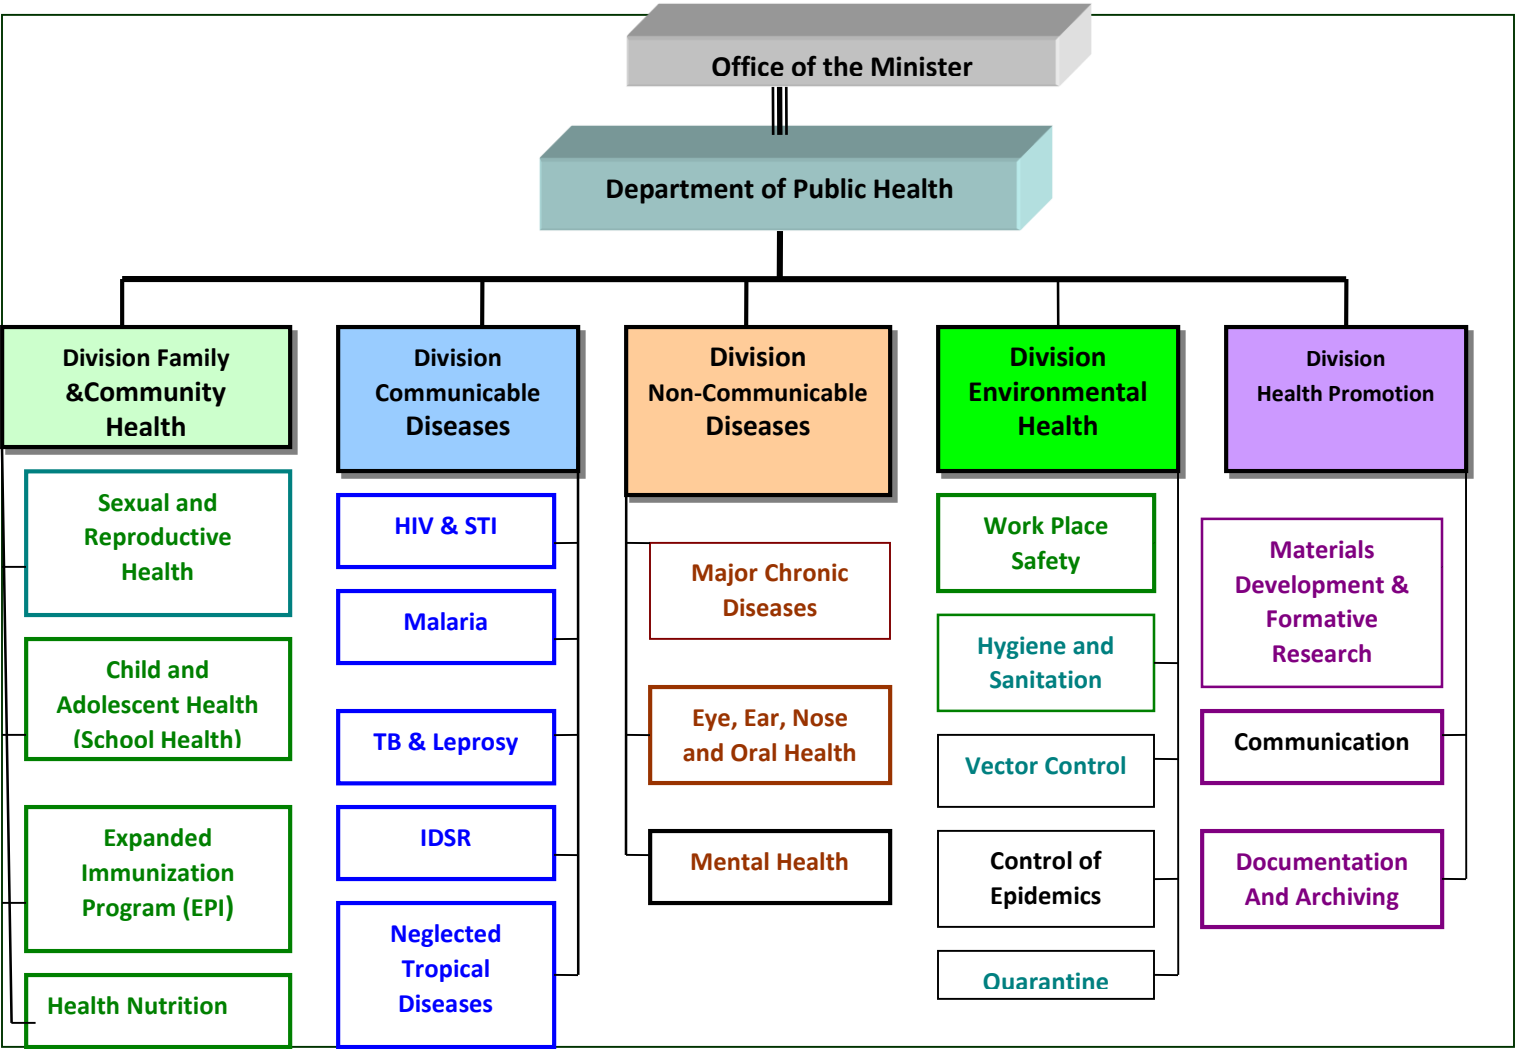 Office of the Minister
Department of Public Health
Division Family
&Community
Health
Sexual and
Reproductive
Health
Child and
Adolescent Health
(School Health)
Expanded
Immunization
Program (EPI)
Health Nutrition
Division
Communicable
Diseases
HIV & STI
Malaria
TB & Leprosy
IDSR
Neglected
Tropical
Diseases
Division
Non-Communicable
Diseases
Major Chronic
Diseases
Eye, Ear, Nose
and Oral Health
Mental Health
Division
Environmental
Health
Work Place
Safety
Hygiene and
Sanitation
Vector Control
Control of
Epidemics
Quarantine
Division
Health Promotion
Materials
Development &
Formative
Research
Communication
Documentation
And Archiving